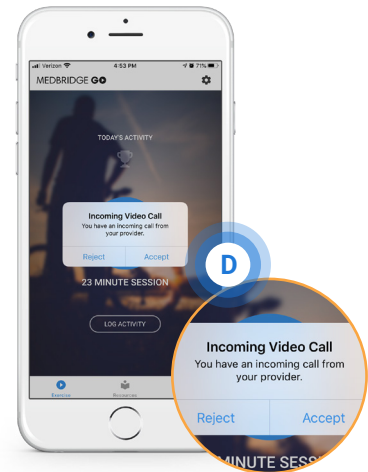 Verizon 4:53 PM 71%
MEDBRIDGE GO
TODAY'S ACTIVITY
Incoming Video Call
You have an incoming call from
your provider.
Reject Accept
23 MINUTE SESSION
LOG ACTIVITY
Exercise Resources
D
Incoming Video Call
You have an incoming call from
your provider.
Reject Accept
MINUTE SESS